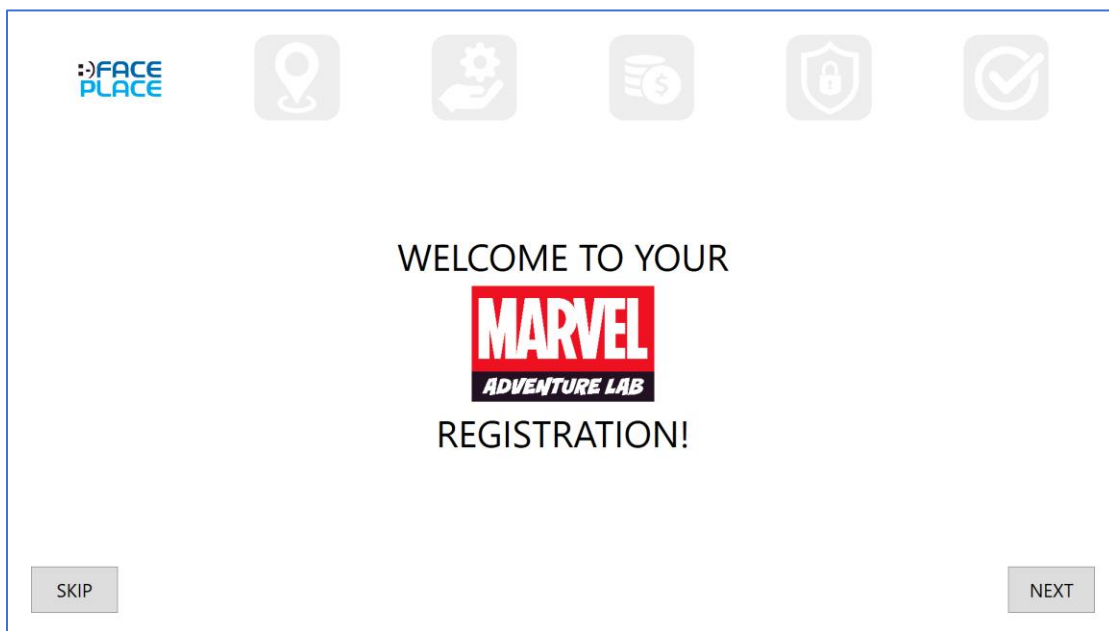 :-)FACE
PLACE
$
WELCOME TO YOUR
MARVEL
ADVENTURE LAB
REGISTRATION!
SKIP
NEXT